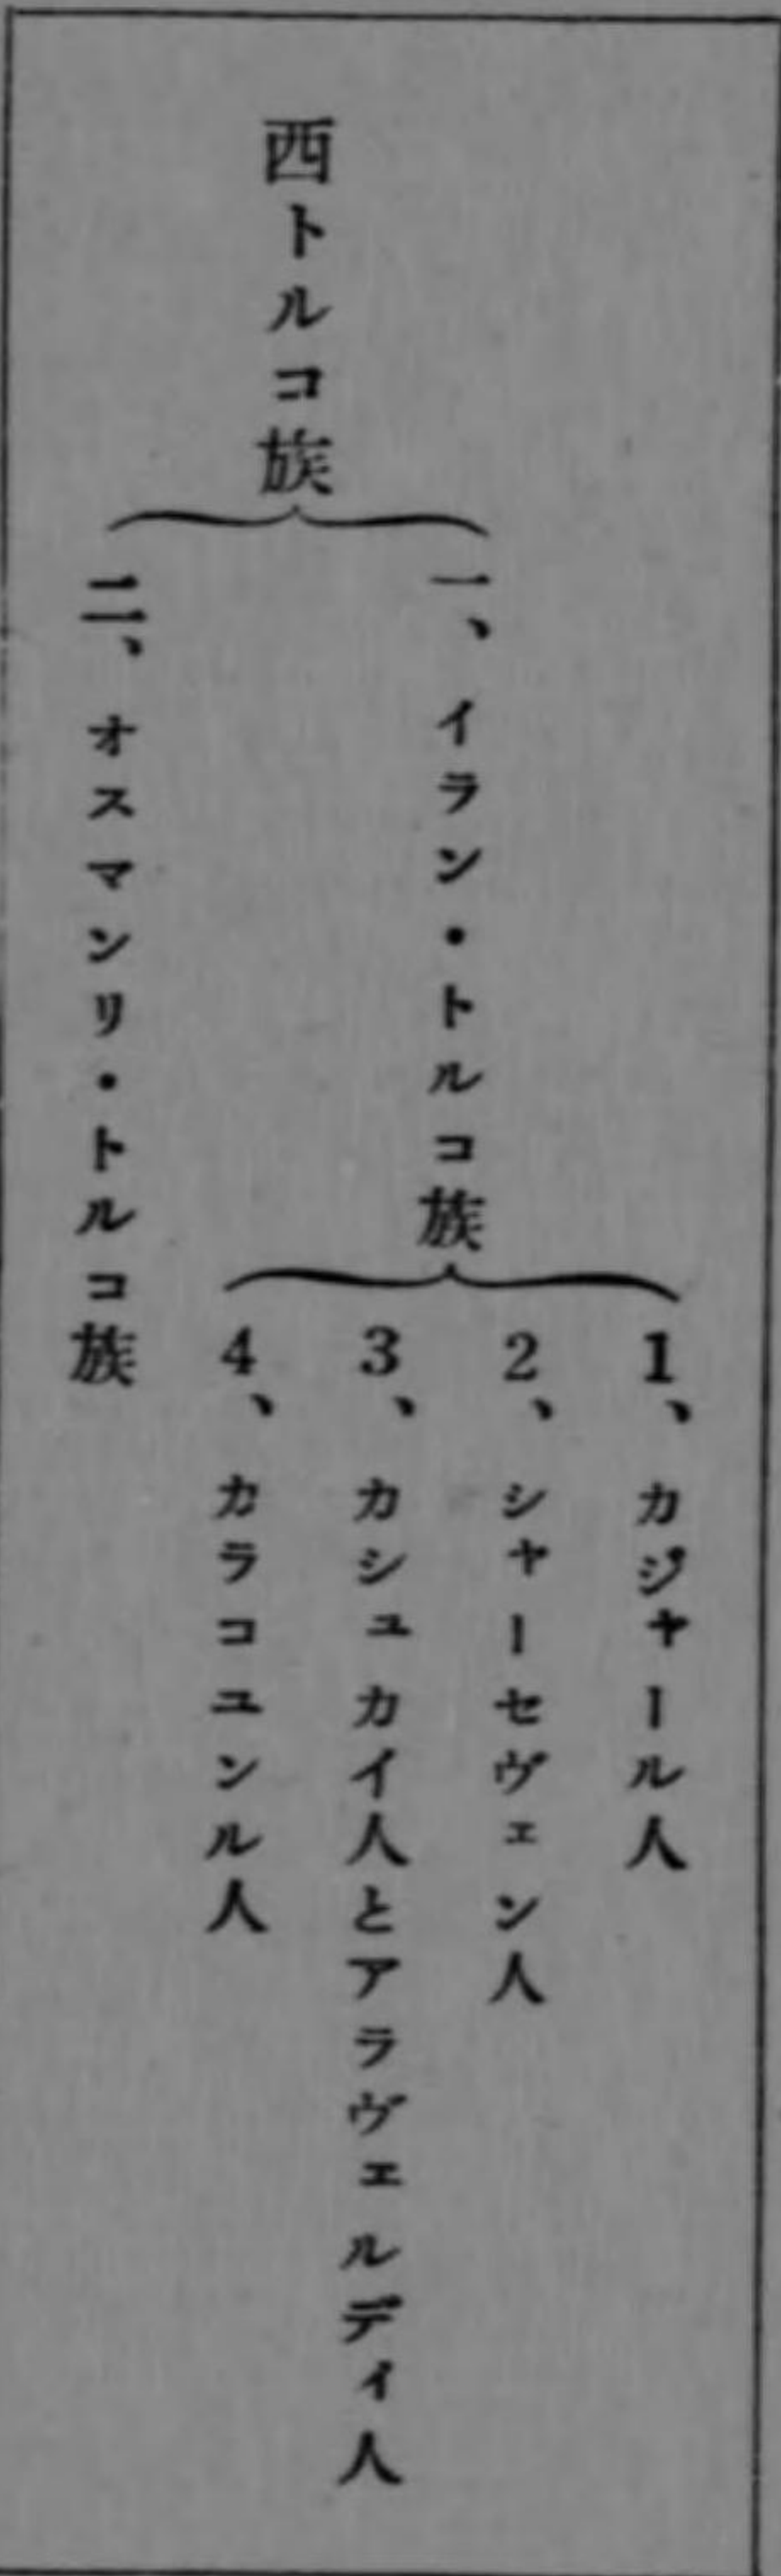 西トルコ族
一、イラン・トルコ族
1、カジャール人
2、シャーセヴェン人
3、カシュカイ人とアラヴェルディ人
4、カラコユンル人
二、オスマンリ・トルコ族